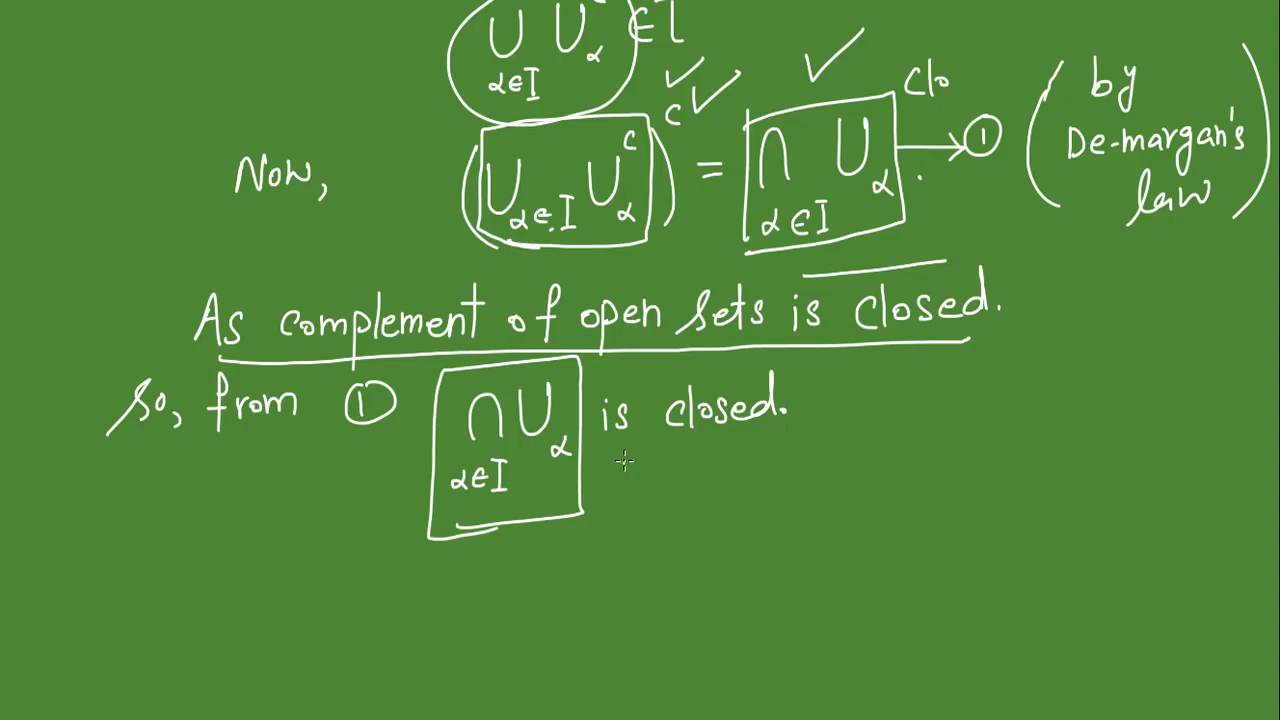 ⋃_{α∈I} U_α^c ∈ τ
Now, (⋃_{α∈I} U_α^c)^c = ⋂_{α∈I} U_α . Clo → ① (by De-margan's law)
As complement of open sets is closed.
so, from ① ⋂_{α∈I} U_α is closed.